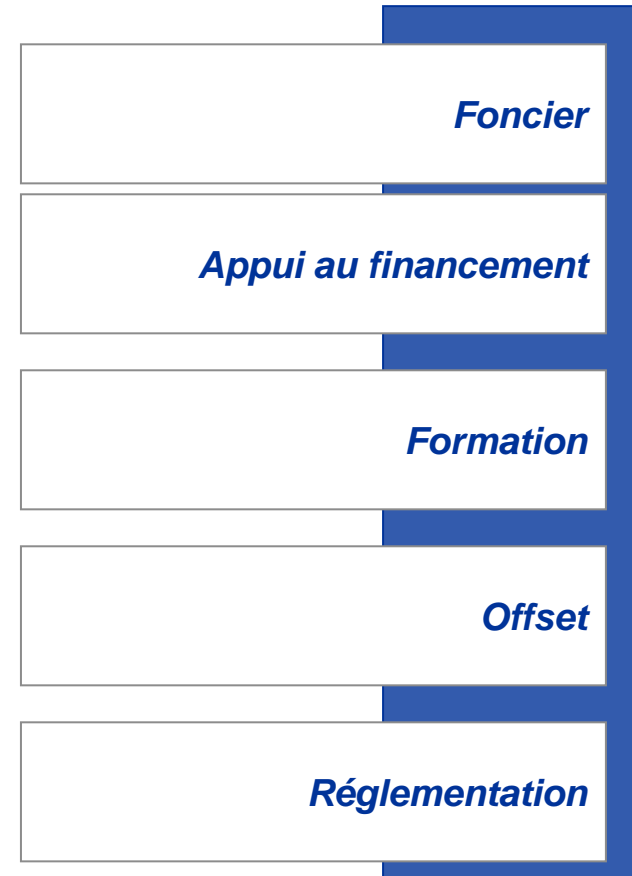 Foncier
Appui au financement
Formation
Offset
Réglementation